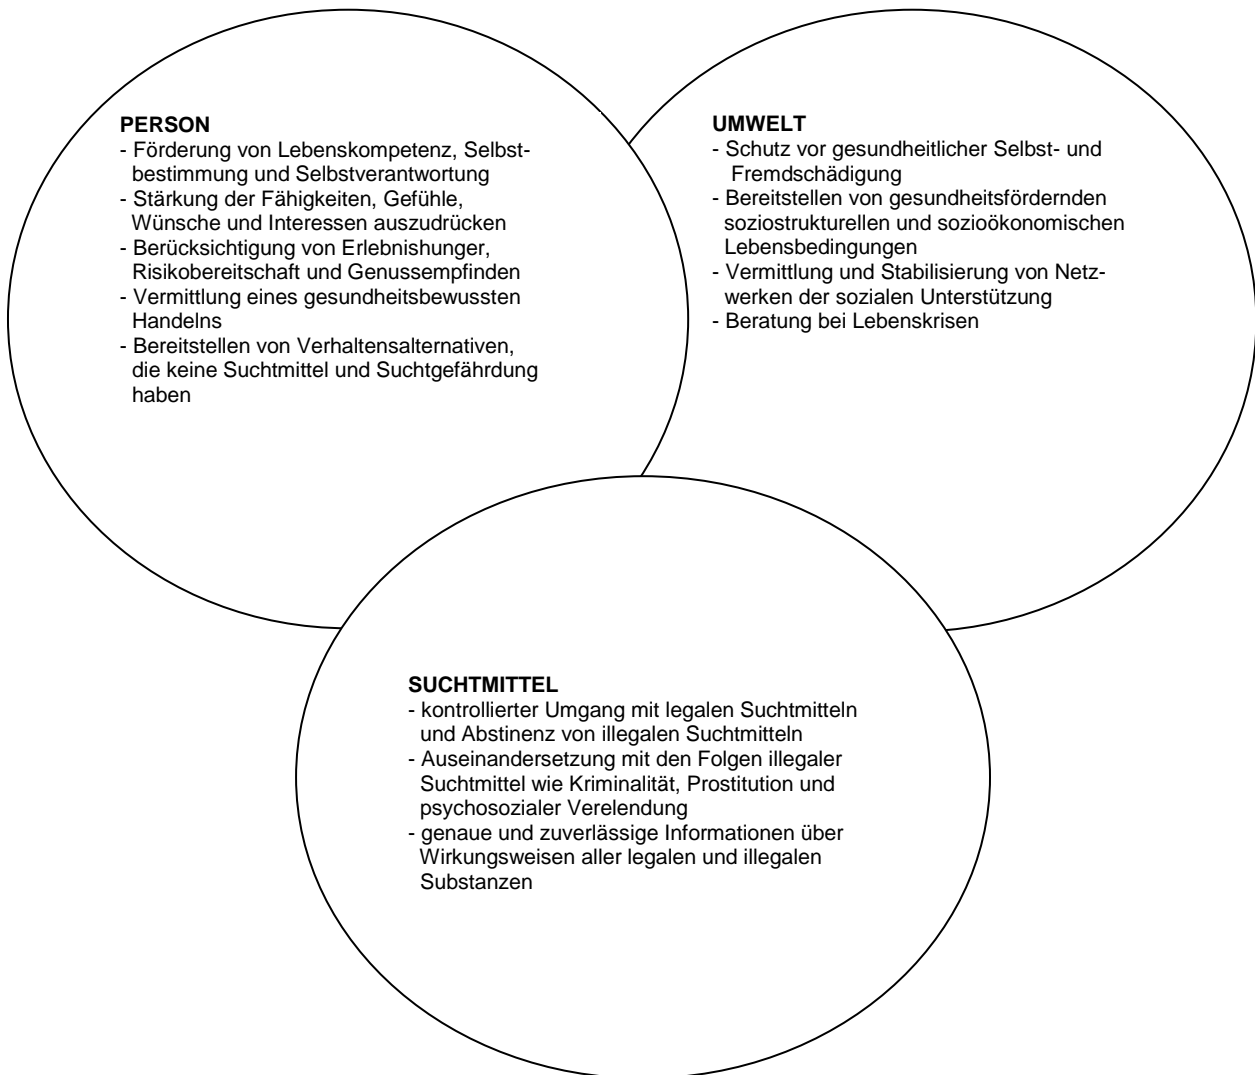 PERSON
- Förderung von Lebenskompetenz, Selbst-
bestimmung und Selbstverantwortung
- Stärkung der Fähigkeiten, Gefühle,
Wünsche und Interessen auszudrücken
- Berücksichtigung von Erlebnishunger,
Risikobereitschaft und Genussempfinden
- Vermittlung eines gesundheitsbewussten
Handelns
- Bereitstellen von Verhaltensalternativen,
die keine Suchtmittel und Suchtgefährdung
haben
UMWELT
- Schutz vor gesundheitlicher Selbst- und
Fremdschädigung
- Bereitstellen von gesundheitsfördernden
soziostrukturellen und sozioökonomischen
Lebensbedingungen
- Vermittlung und Stabilisierung von Netz-
werken der sozialen Unterstützung
- Beratung bei Lebenskrisen
SUCHTMITTEL
- kontrollierter Umgang mit legalen Suchtmitteln
und Abstinenz von illegalen Suchtmitteln
- Auseinandersetzung mit den Folgen illegaler
Suchtmittel wie Kriminalität, Prostitution und
psychosozialer Verelendung
- genaue und zuverlässige Informationen über
Wirkungsweisen aller legalen und illegalen
Substanzen